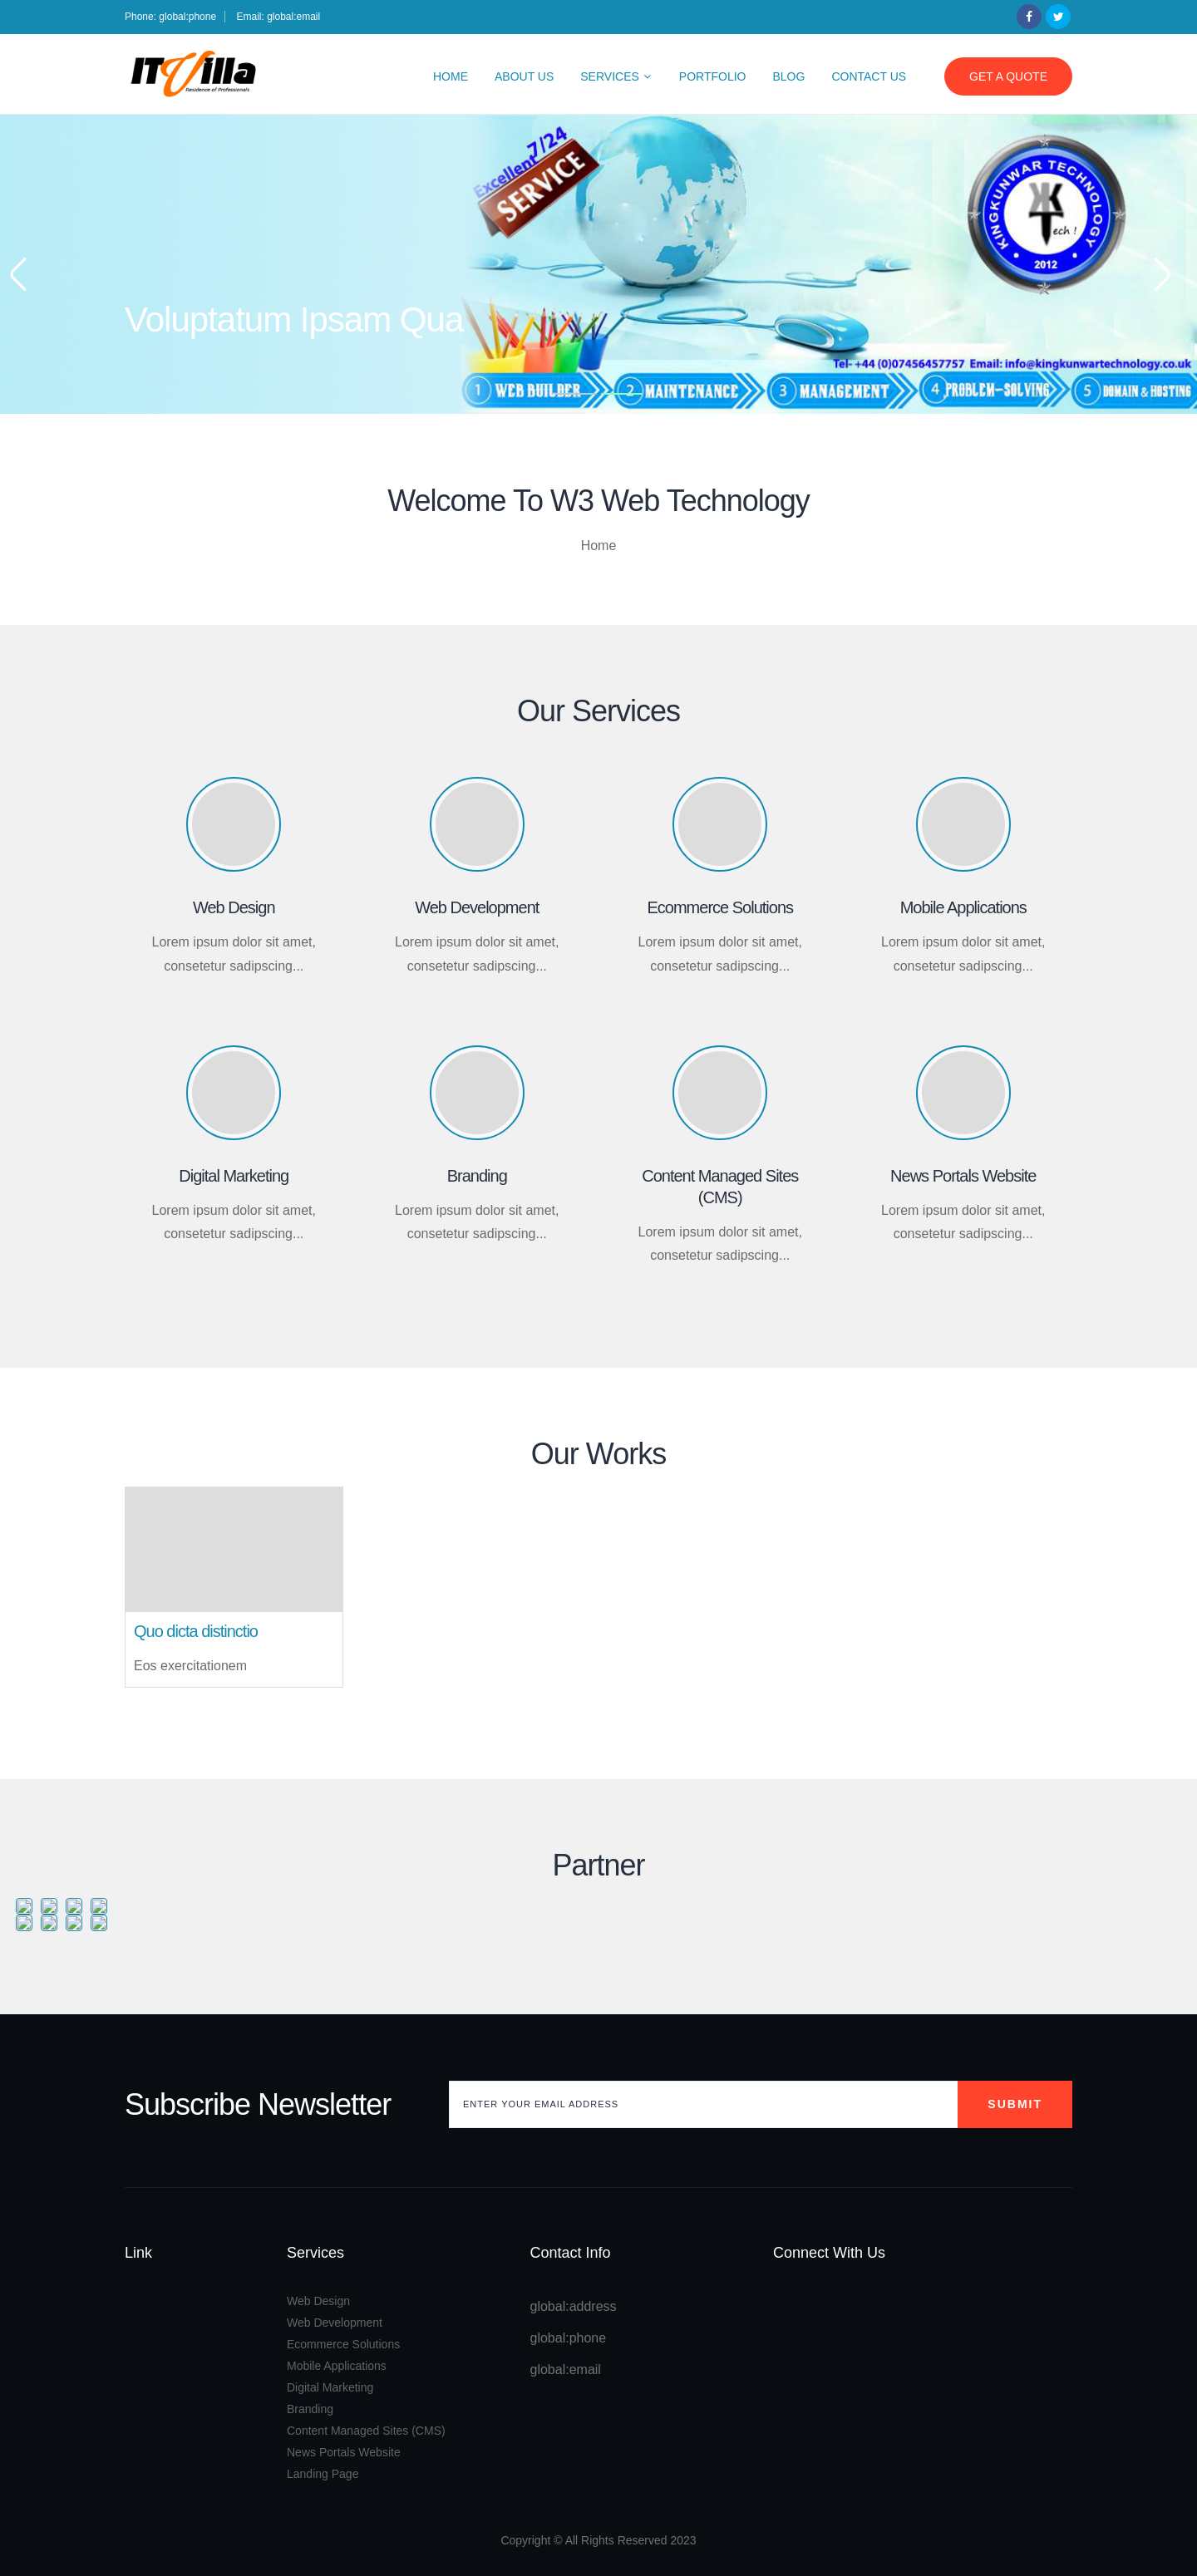 Phone: global:phone
Email: global:email
ITVilla
Residence of Professionals
HOME
ABOUT US
SERVICES
PORTFOLIO
BLOG
CONTACT US
GET A QUOTE
7/24
Excellent
SERVICE
KINGKUNWAR TECHNOLOGY
KT
Tech !
2012
Voluptatum Ipsam Qua
Tel- +44 (0)07456457757 Email: info@kingkunwartechnology.co.uk
1 WEB BUILDER
2 MAINTENANCE
3 MANAGEMENT
4 PROBLEM-SOLVING
5 DOMAIN & HOSTING
Welcome To W3 Web Technology
Home
Our Services
Web Design
Lorem ipsum dolor sit amet,
consetetur sadipscing...
Web Development
Lorem ipsum dolor sit amet,
consetetur sadipscing...
Ecommerce Solutions
Lorem ipsum dolor sit amet,
consetetur sadipscing...
Mobile Applications
Lorem ipsum dolor sit amet,
consetetur sadipscing...
Digital Marketing
Lorem ipsum dolor sit amet,
consetetur sadipscing...
Branding
Lorem ipsum dolor sit amet,
consetetur sadipscing...
Content Managed Sites
(CMS)
Lorem ipsum dolor sit amet,
consetetur sadipscing...
News Portals Website
Lorem ipsum dolor sit amet,
consetetur sadipscing...
Our Works
Quo dicta distinctio
Eos exercitationem
Partner
Subscribe Newsletter
ENTER YOUR EMAIL ADDRESS
SUBMIT
Link
Services
Web Design
Web Development
Ecommerce Solutions
Mobile Applications
Digital Marketing
Branding
Content Managed Sites (CMS)
News Portals Website
Landing Page
Contact Info
global:address
global:phone
global:email
Connect With Us
Copyright © All Rights Reserved 2023